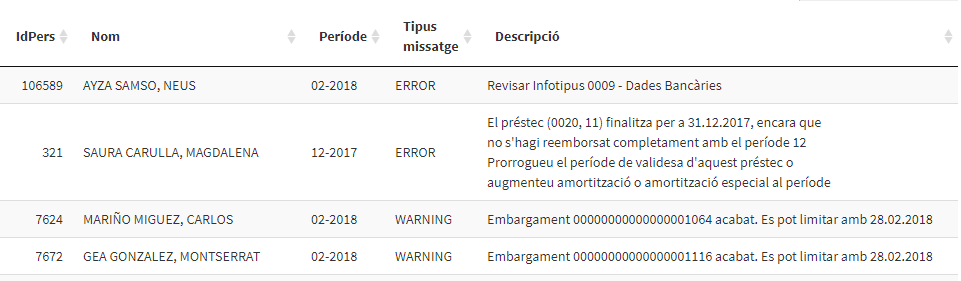 IdPers Nom Període Tipus missatge Descripció
106589 AYZA SAMSO, NEUS 02-2018 ERROR Revisar Infotipus 0009 - Dades Bancàries
321 SAURA CARULLA, MAGDALENA 12-2017 ERROR El préstec (0020, 11) finalitza per a 31.12.2017, encara que
no s'hagi reemborsat completament amb el període 12
Prorrogueu el període de validesa d'aquest préstec o
augmenteu amortització o amortització especial al període
7624 MARIÑO MIGUEZ, CARLOS 02-2018 WARNING Embargament 00000000000000001064 acabat. Es pot limitar amb 28.02.2018
7672 GEA GONZALEZ, MONTSERRAT 02-2018 WARNING Embargament 00000000000000001116 acabat. Es pot limitar amb 28.02.2018